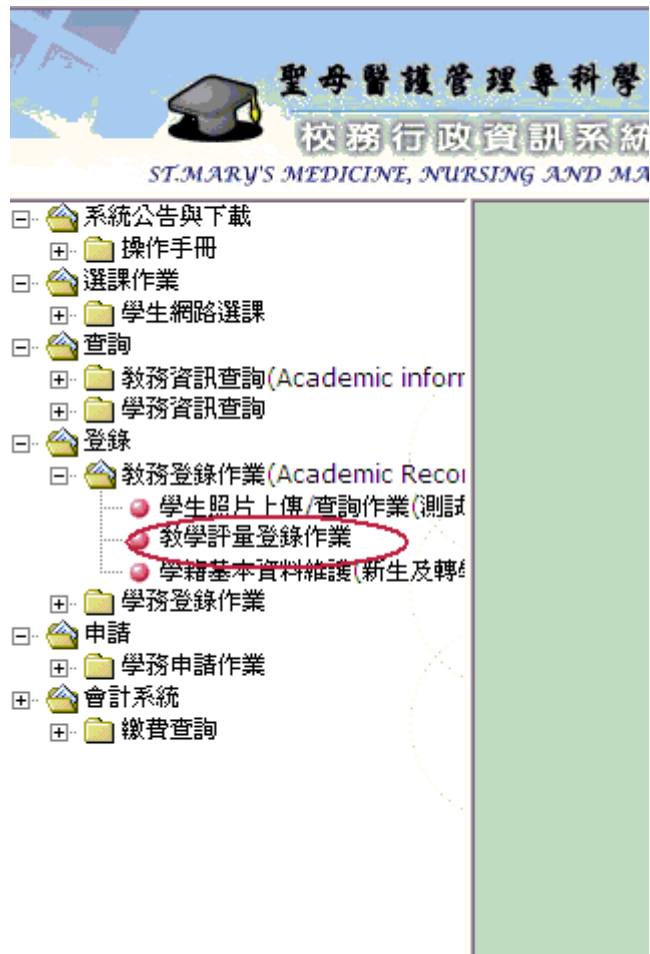 聖母醫護管理專科學
校務行政資訊系統
ST.MARY'S MEDICINE, NURSING AND MA
系統公告與下載
操作手冊
選課作業
學生網路選課
查詢
教務資訊查詢(Academic inform
學務資訊查詢
登錄
教務登錄作業(Academic Recor
學生照片上傳/查詢作業(測試
教學評量登錄作業
學籍基本資料維護(新生及轉學
學務登錄作業
申請
學務申請作業
會計系統
繳費查詢